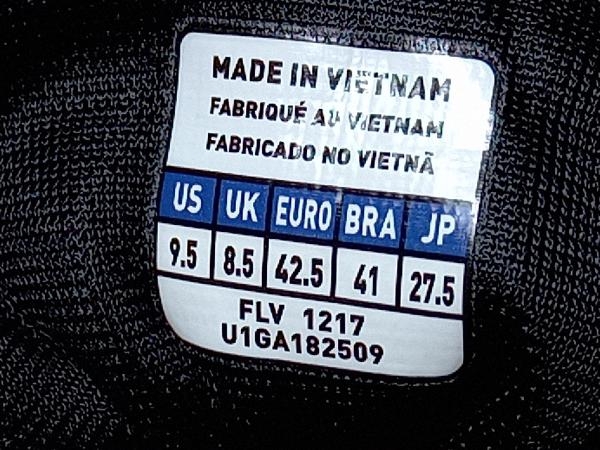 MADE IN VIETNAM
FABRIQUÉ AU VIETNAM
FABRICADO NO VIETNÃ
US UK EURO BRA JP
9.5 8.5 42.5 41 27.5
FLV 1217
U1GA182509